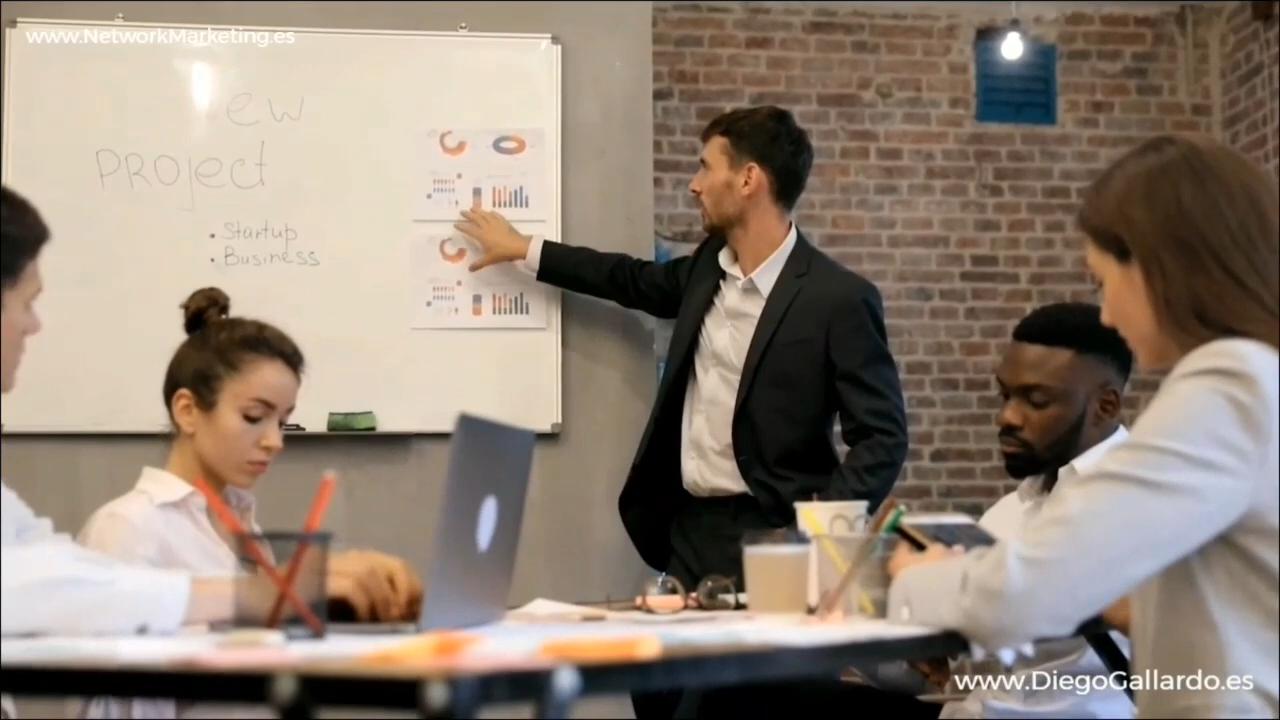 www.NetworkMarketing.es
ew
PROject
• Startup
• Business
www.DiegoGallardo.es